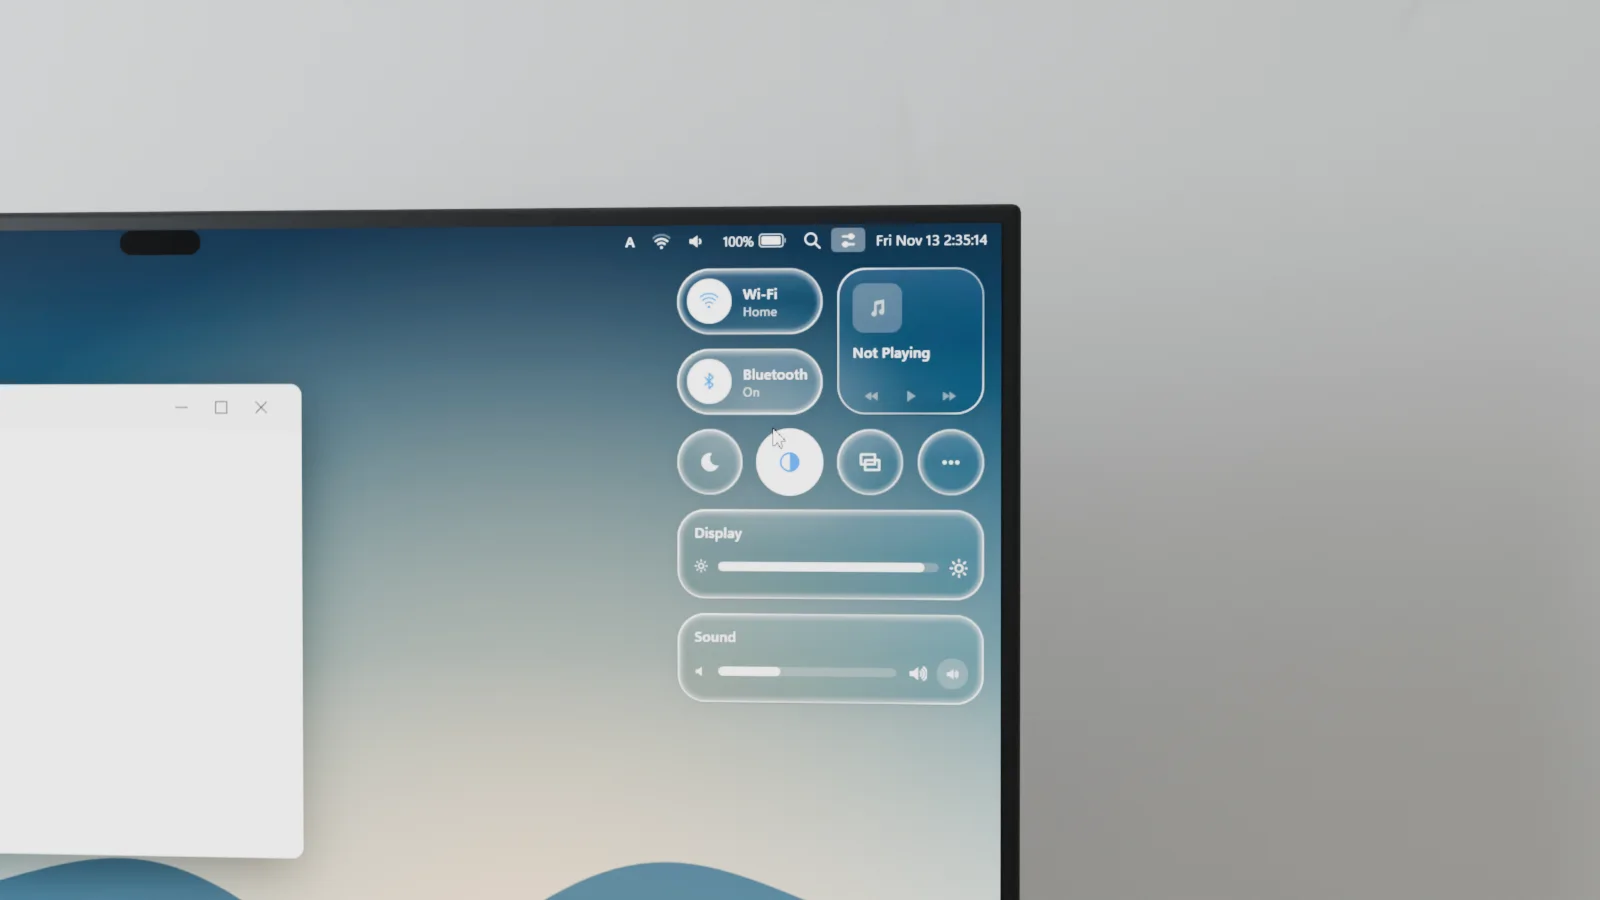 A 100% Fri Nov 13 2:35:14
Wi-Fi
Home
Not Playing
Bluetooth
On
Display
Sound